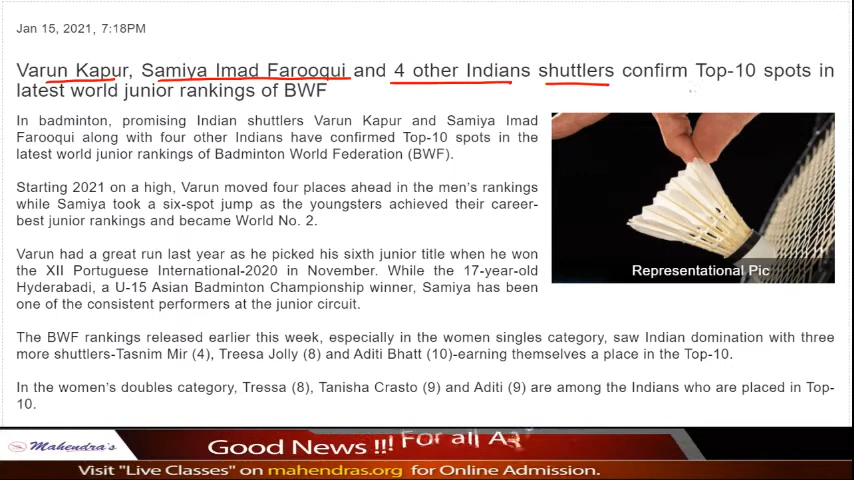 Jan 15, 2021, 7:18PM
Varun Kapur, Samiya Imad Farooqui and 4 other Indians shuttlers confirm Top-10 spots in
latest world junior rankings of BWF
In badminton, promising Indian shuttlers Varun Kapur and Samiya Imad
Farooqui along with four other Indians have confirmed Top-10 spots in the
latest world junior rankings of Badminton World Federation (BWF).
Starting 2021 on a high, Varun moved four places ahead in the men's rankings
while Samiya took a six-spot jump as the youngsters achieved their career-
best junior rankings and became World No. 2.
Varun had a great run last year as he picked his sixth junior title when he won
the XII Portuguese International-2020 in November. While the 17-year-old
Hyderabadi, a U-15 Asian Badminton Championship winner, Samiya has been
one of the consistent performers at the junior circuit.
Representational Pic
The BWF rankings released earlier this week, especially in the women singles category, saw Indian domination with three
more shuttlers-Tasnim Mir (4), Treesa Jolly (8) and Aditi Bhatt (10)-earning themselves a place in the Top-10.
In the women's doubles category, Tressa (8), Tanisha Crasto (9) and Aditi (9) are among the Indians who are placed in Top-
10.
Mahendra's
Good News !!! For all
Visit "Live Classes" on mahendras.org for Online Admission.